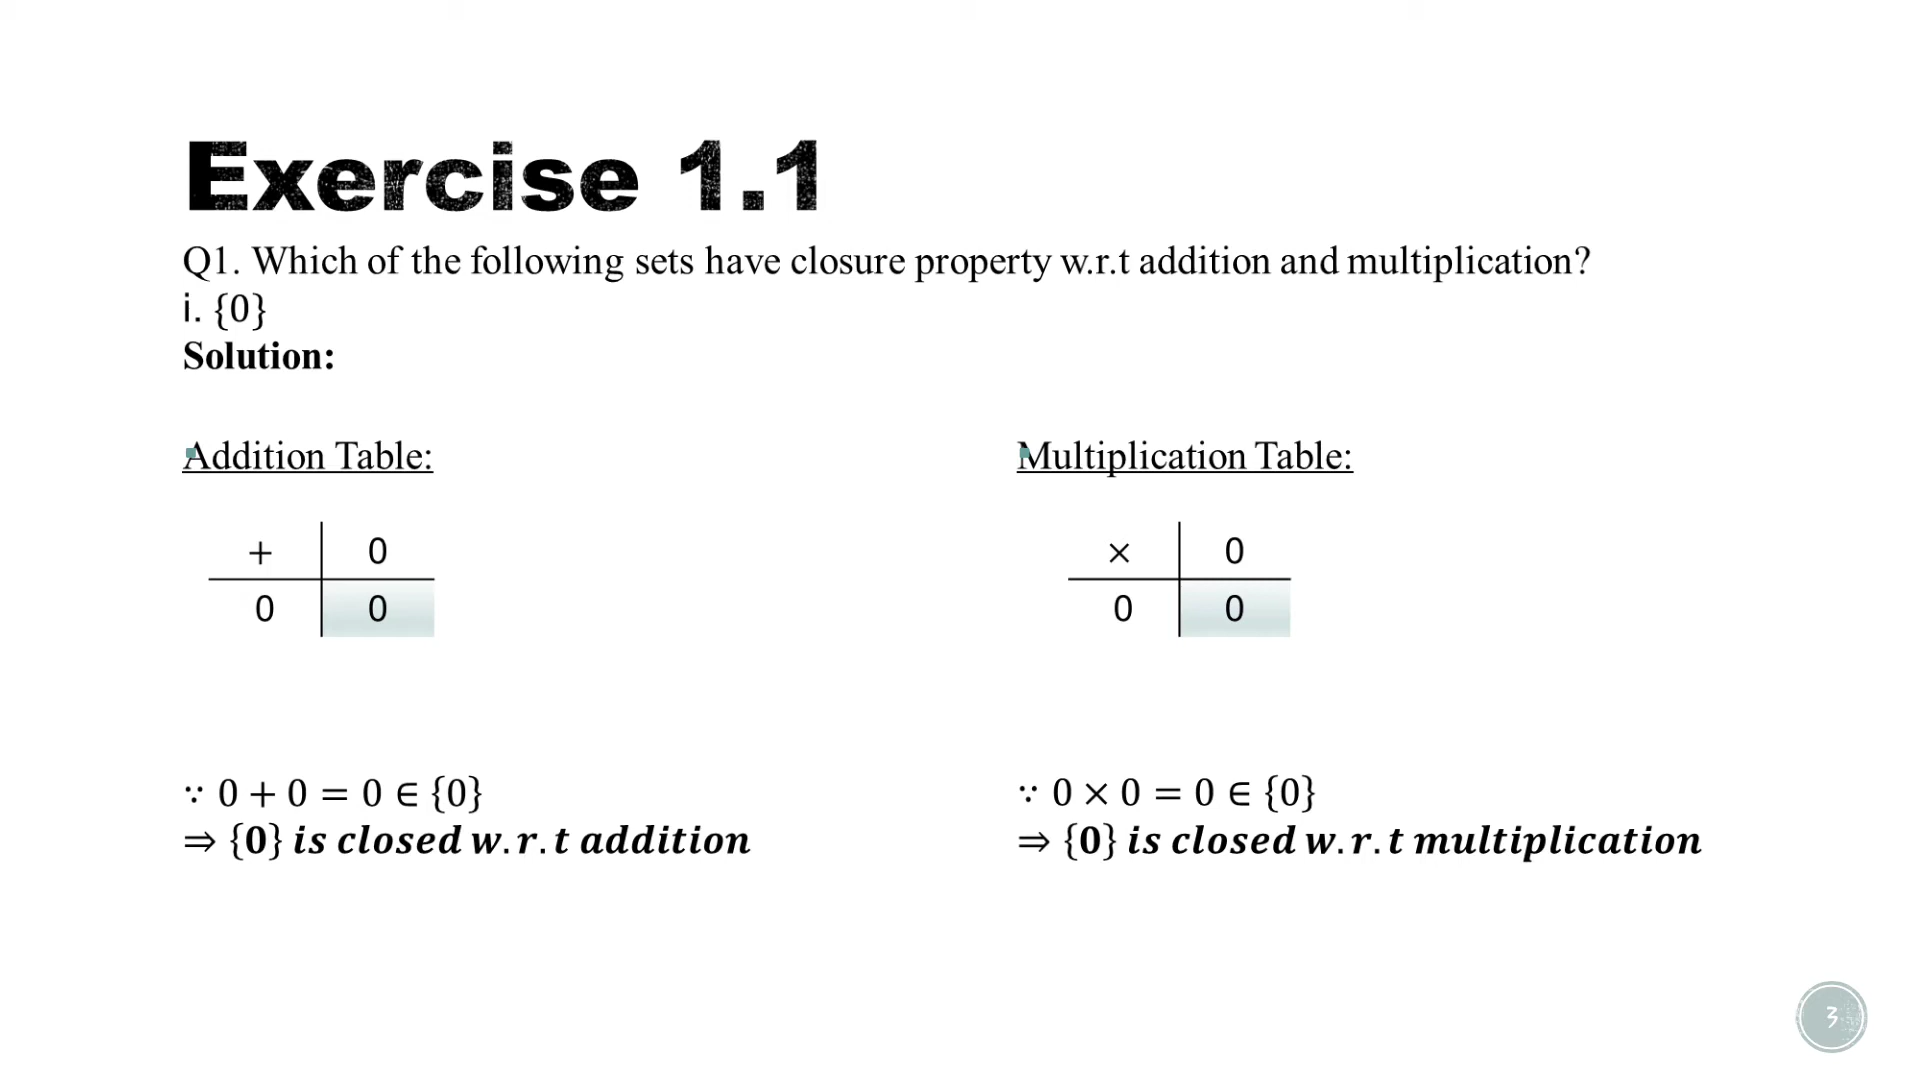 Exercise 1.1
Q1. Which of the following sets have closure property w.r.t addition and multiplication?
i. {0}
Solution:
Addition Table:
+ 0
0 0
∵ 0 + 0 = 0 ∈ {0}
⇒ {0} is closed w.r.t addition
Multiplication Table:
× 0
0 0
∵ 0 × 0 = 0 ∈ {0}
⇒ {0} is closed w.r.t multiplication
3